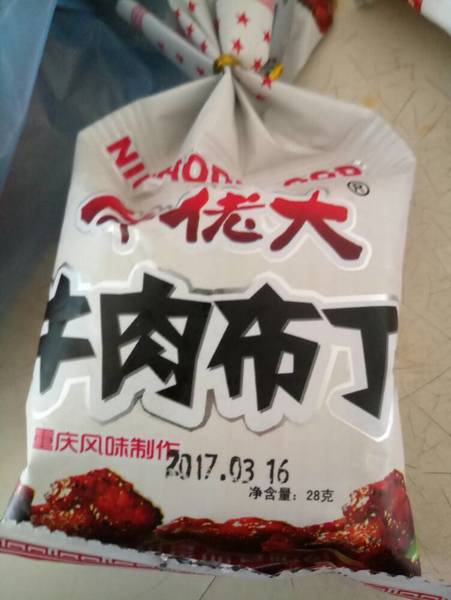 佬大®
牛肉布丁
重庆风味制作
2017.03 16
净含量：28克